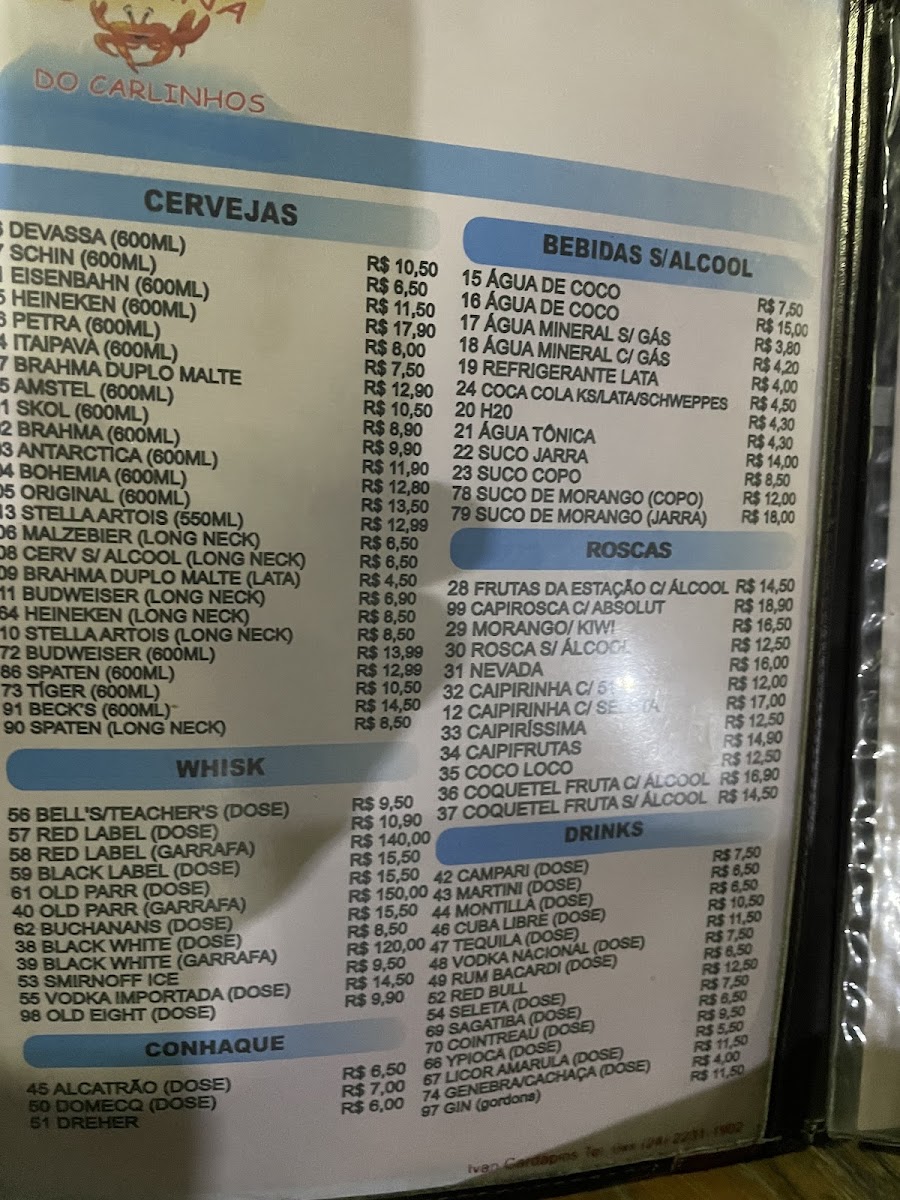 DO CARLINHOS
CERVEJAS
DEVASSA (600ML) R$ 10,50
SCHIN (600ML) R$ 6,50
EISENBAHN (600ML) R$ 11,50
HEINEKEN (600ML) R$ 17,90
PETRA (600ML) R$ 8,00
ITAIPAVA (600ML) R$ 7,50
BRAHMA DUPLO MALTE R$ 12,90
AMSTEL (600ML) R$ 10,50
SKOL (600ML) R$ 8,90
BRAHMA (600ML) R$ 9,90
ANTARCTICA (600ML) R$ 11,90
BOHEMIA (600ML) R$ 12,80
05 ORIGINAL (600ML) R$ 13,50
13 STELLA ARTOIS (550ML) R$ 12,99
06 MALZEBIER (LONG NECK) R$ 6,50
08 CERV S/ ALCOOL (LONG NECK) R$ 6,50
09 BRAHMA DUPLO MALTE (LATA) R$ 4,50
11 BUDWEISER (LONG NECK) R$ 6,90
64 HEINEKEN (LONG NECK) R$ 8,50
10 STELLA ARTOIS (LONG NECK) R$ 8,50
72 BUDWEISER (600ML) R$ 13,99
86 SPATEN (600ML) R$ 12,99
73 TÍGER (600ML) R$ 10,50
91 BECK'S (600ML) R$ 14,50
90 SPATEN (LONG NECK) R$ 8,50
WHISK
56 BELL'S/TEACHER'S (DOSE) R$ 9,50
57 RED LABEL (DOSE) R$ 10,90
58 RED LABEL (GARRAFA) R$ 140,00
59 BLACK LABEL (DOSE) R$ 15,50
61 OLD PARR (DOSE) R$ 15,50
40 OLD PARR (GARRAFA) R$ 150,00
62 BUCHANANS (DOSE) R$ 15,50
38 BLACK WHITE (DOSE) R$ 8,50
39 BLACK WHITE (GARRAFA) R$ 120,00
53 SMIRNOFF ICE R$ 9,50
55 VODKA IMPORTADA (DOSE) R$ 14,50
98 OLD EIGHT (DOSE) R$ 9,90
CONHAQUE
45 ALCATRÃO (DOSE) R$ 6,50
50 DOMECQ (DOSE) R$ 7,00
51 DREHER R$ 6,00
BEBIDAS S/ALCOOL
15 ÁGUA DE COCO R$ 7,50
16 ÁGUA DE COCO R$ 15,00
17 ÁGUA MINERAL S/ GÁS R$ 3,80
18 ÁGUA MINERAL C/ GÁS R$ 4,20
19 REFRIGERANTE LATA R$ 4,00
24 COCA COLA KS/LATA/SCHWEPPES R$ 4,50
20 H20 R$ 4,30
21 ÁGUA TÔNICA R$ 4,30
22 SUCO JARRA R$ 14,00
23 SUCO COPO R$ 8,50
78 SUCO DE MORANGO (COPO) R$ 12,00
79 SUCO DE MORANGO (JARRA) R$ 18,00
ROSCAS
28 FRUTAS DA ESTAÇÃO C/ ÁLCOOL R$ 14,50
99 CAPIROSCA C/ ABSOLUT R$ 18,90
29 MORANGO/ KIWI R$ 16,50
30 ROSCA S/ ÁLCOOL R$ 12,50
31 NEVADA R$ 16,00
32 CAIPIRINHA C/ 51 R$ 12,00
12 CAIPIRINHA C/ SELETA R$ 17,00
33 CAIPIRÍSSIMA R$ 12,50
34 CAIPIFRUTAS R$ 14,90
35 COCO LOCO R$ 12,50
36 COQUETEL FRUTA C/ ÁLCOOL R$ 16,90
37 COQUETEL FRUTA S/ ÁLCOOL R$ 14,50
DRINKS
42 CAMPARI (DOSE) R$ 7,50
43 MARTINI (DOSE) R$ 6,50
44 MONTILLA (DOSE) R$ 6,50
46 CUBA LIBRE (DOSE) R$ 10,50
47 TEQUILA (DOSE) R$ 11,50
48 VODKA NACIONAL (DOSE) R$ 7,50
49 RUM BACARDI (DOSE) R$ 6,50
52 RED BULL R$ 12,50
54 SELETA (DOSE) R$ 7,50
69 SAGATIBA (DOSE) R$ 6,50
70 COINTREAU (DOSE) R$ 9,50
66 YPIOCA (DOSE) R$ 5,50
67 LICOR AMARULA (DOSE) R$ 11,50
74 GENEBRA/CACHAÇA (DOSE) R$ 4,00
97 GIN (gordons) R$ 11,50
Ivan Cardápios Tel.